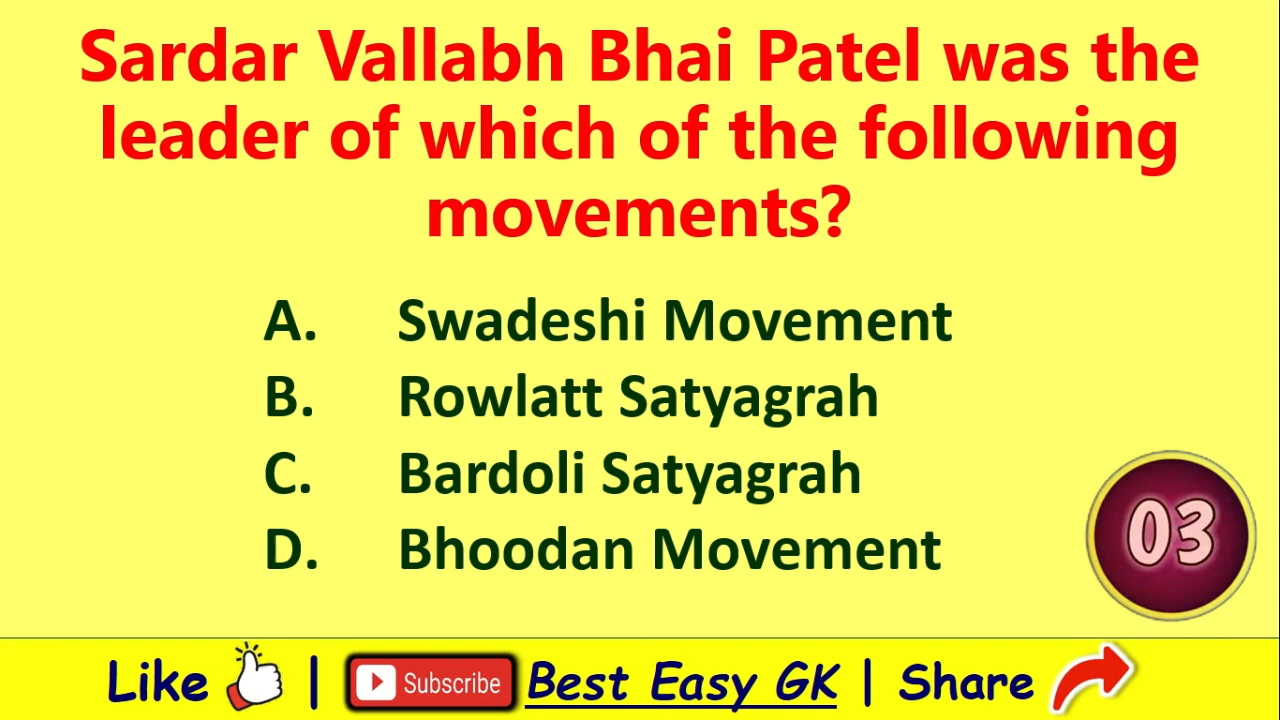 Sardar Vallabh Bhai Patel was the
leader of which of the following
movements?
A. Swadeshi Movement
B. Rowlatt Satyagrah
C. Bardoli Satyagrah
D. Bhoodan Movement
03
Like | Subscribe Best Easy GK | Share